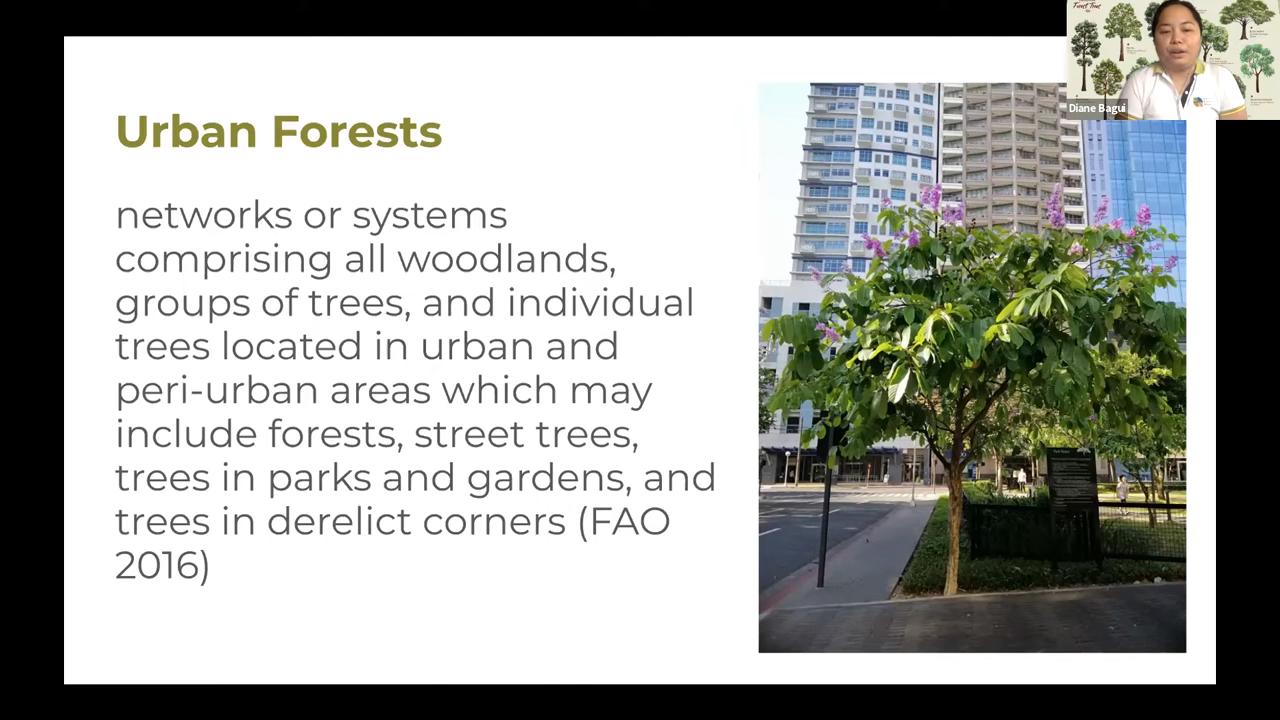 Urban Forests
networks or systems
comprising all woodlands,
groups of trees, and individual
trees located in urban and
peri-urban areas which may
include forests, street trees,
trees in parks and gardens, and
trees in derelict corners (FAO
2016)
Diane Bagui